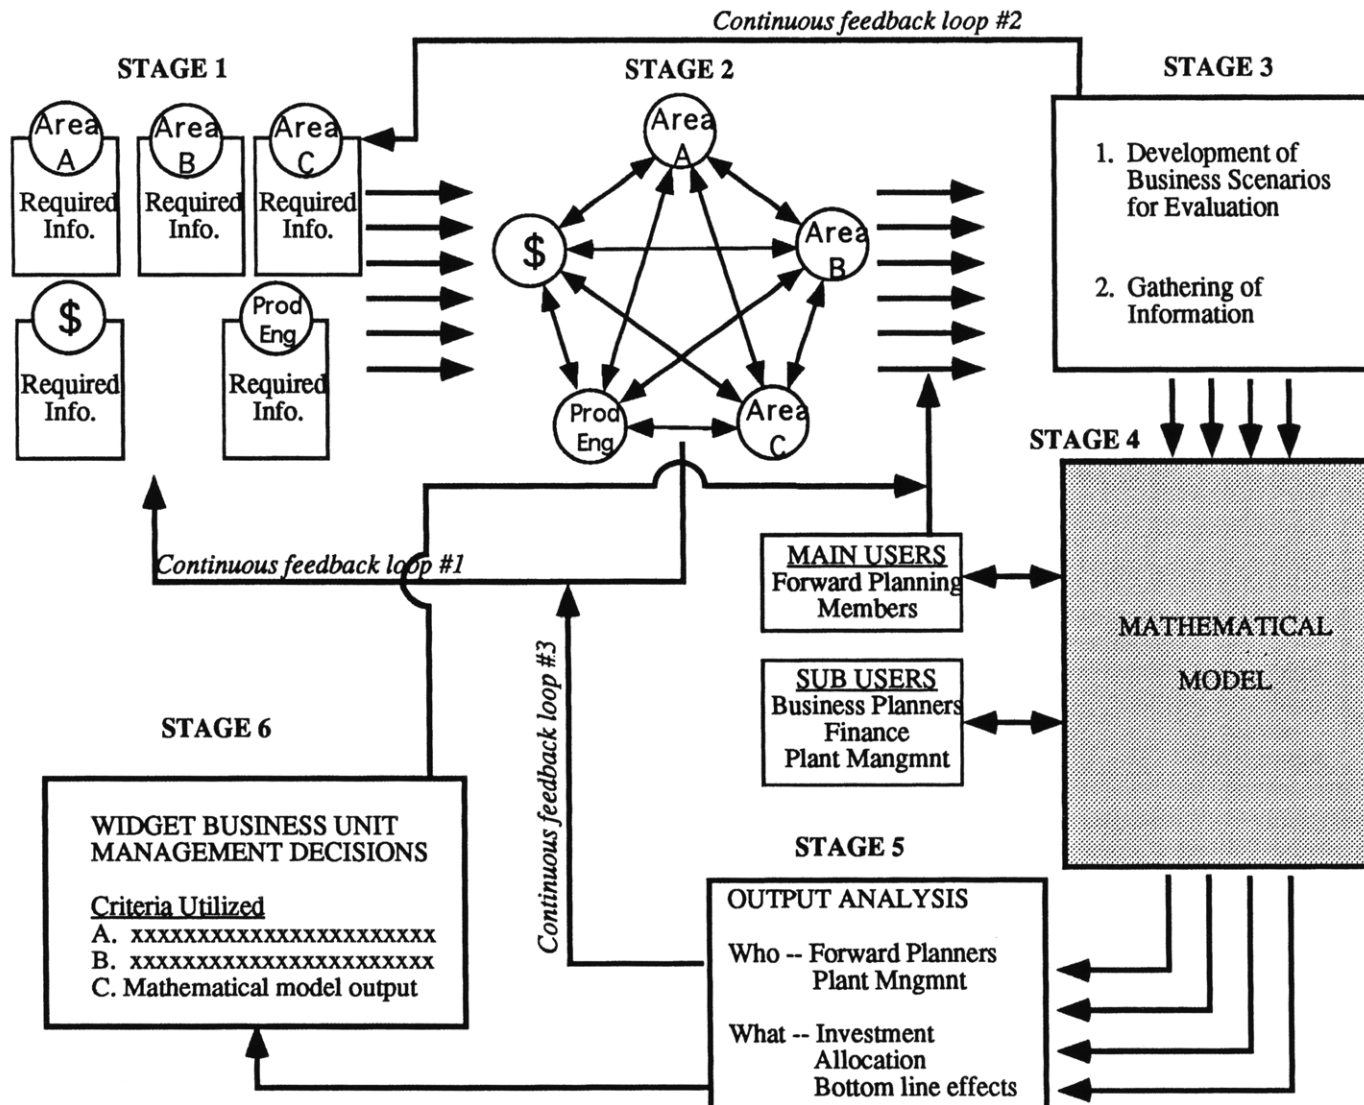 Continuous feedback loop #2
STAGE 1
STAGE 2
STAGE 3
Area
A
Required
Info.
Area
B
Required
Info.
Area
C
Required
Info.
$
Required
Info.
Prod
Eng
Required
Info.
Area
A
$
Area
B
Prod
Eng
Area
C
1. Development of
Business Scenarios
for Evaluation
2. Gathering of
Information
STAGE 4
MATHEMATICAL
MODEL
Continuous feedback loop #1
MAIN USERS
Forward Planning
Members
SUB USERS
Business Planners
Finance
Plant Mangmnt
Continuous feedback loop #3
STAGE 5
OUTPUT ANALYSIS
Who -- Forward Planners
Plant Mngmnt
What -- Investment
Allocation
Bottom line effects
STAGE 6
WIDGET BUSINESS UNIT
MANAGEMENT DECISIONS
Criteria Utilized
A. xxxxxxxxxxxxxxxxxxxxxxx
B. xxxxxxxxxxxxxxxxxxxxxxx
C. Mathematical model output